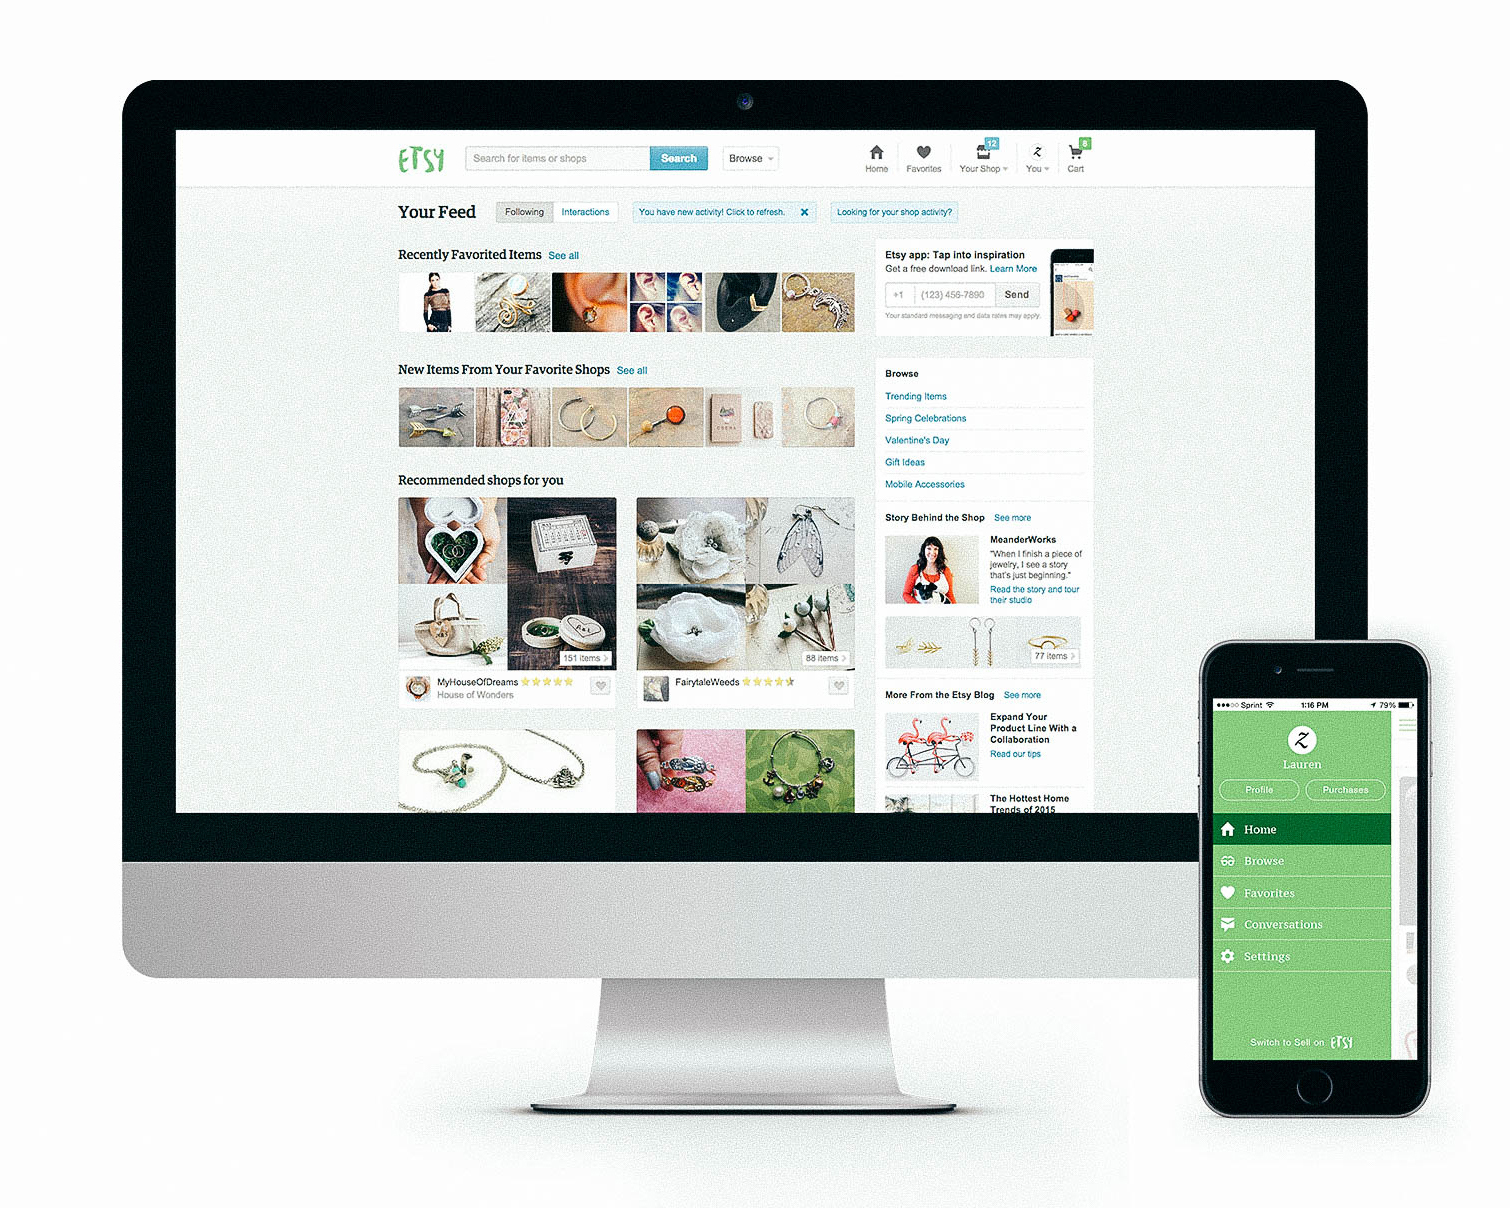 ETSY
Search for items or shops
Search
Browse
Home
Favorites
12
Your Shop
You
8
Cart
Your Feed
Following
Interactions
You have new activity! Click to refresh.
Looking for your shop activity?
Recently Favorited Items See all
New Items From Your Favorite Shops See all
Recommended shops for you
151 items
MyHouseOfDreams
House of Wonders
88 items
FairytaleWeeds
Etsy app: Tap into inspiration
Get a free download link. Learn More
+1
(123) 456-7890
Send
Your standard messaging and data rates may apply.
Browse
Trending Items
Spring Celebrations
Valentine's Day
Gift Ideas
Mobile Accessories
Story Behind the Shop See more
MeanderWorks
"When I finish a piece of
jewelry, I see a story
that's just beginning."
Read the story and tour
their studio
77 items
More From the Etsy Blog See more
Expand Your
Product Line With a
Collaboration
Read our tips
The Hottest Home
Trends of 2015
Sprint 1:16 PM 79%
Lauren
Profile
Purchases
Home
Browse
Favorites
Conversations
Settings
Switch to Sell on ETSY